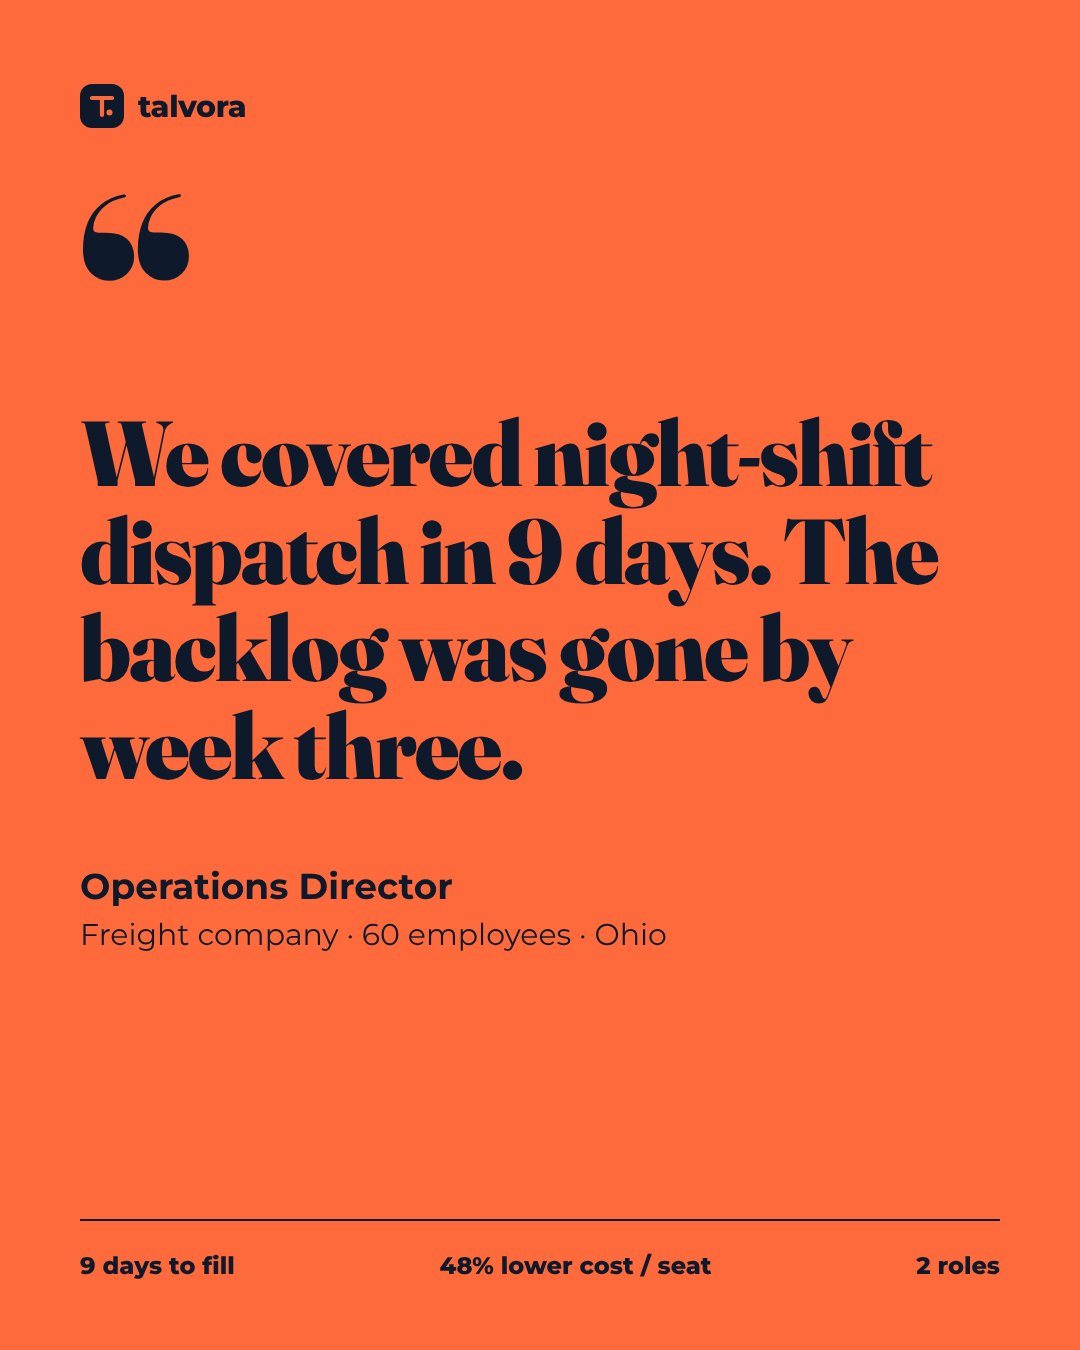 T.
talvora
“
We covered night-shift
dispatch in 9 days. The
backlog was gone by
week three.
Operations Director
Freight company · 60 employees · Ohio
9 days to fill
48% lower cost / seat
2 roles